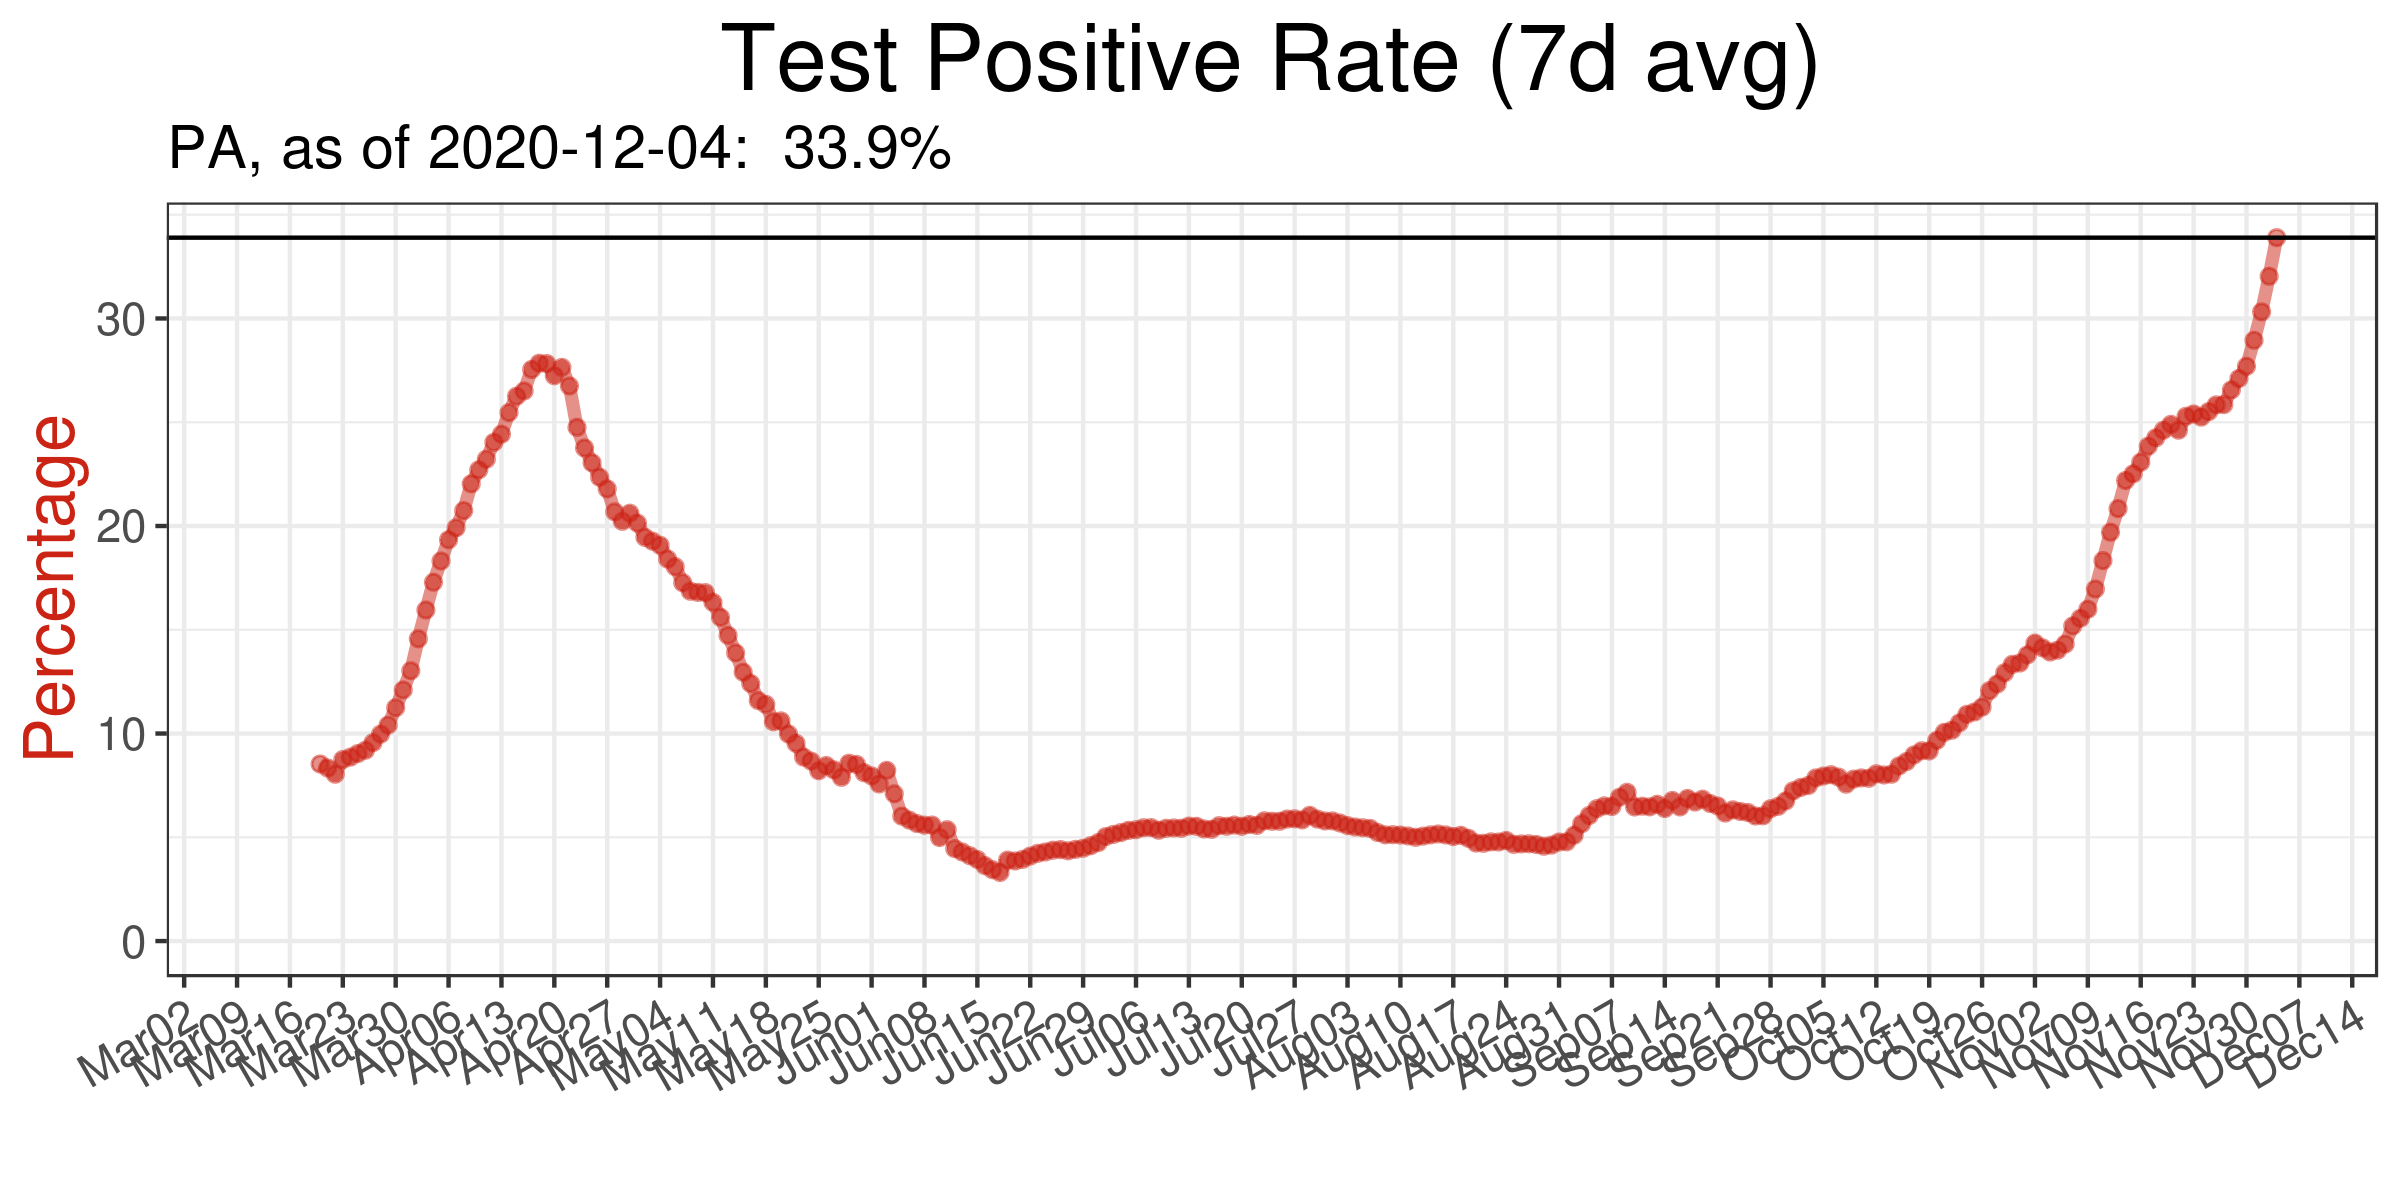 Test Positive Rate (7d avg)
PA, as of 2020-12-04: 33.9%
Percentage
30
20
10
0
Mar02
Mar09
Mar16
Mar23
Mar30
Apr06
Apr13
Apr20
Apr27
May04
May11
May18
May25
Jun01
Jun08
Jun15
Jun22
Jun29
Jul06
Jul13
Jul20
Jul27
Aug03
Aug10
Aug17
Aug24
Aug31
Sep07
Sep14
Sep21
Sep28
Oct05
Oct12
Oct19
Oct26
Nov02
Nov09
Nov16
Nov23
Nov30
Dec07
Dec14